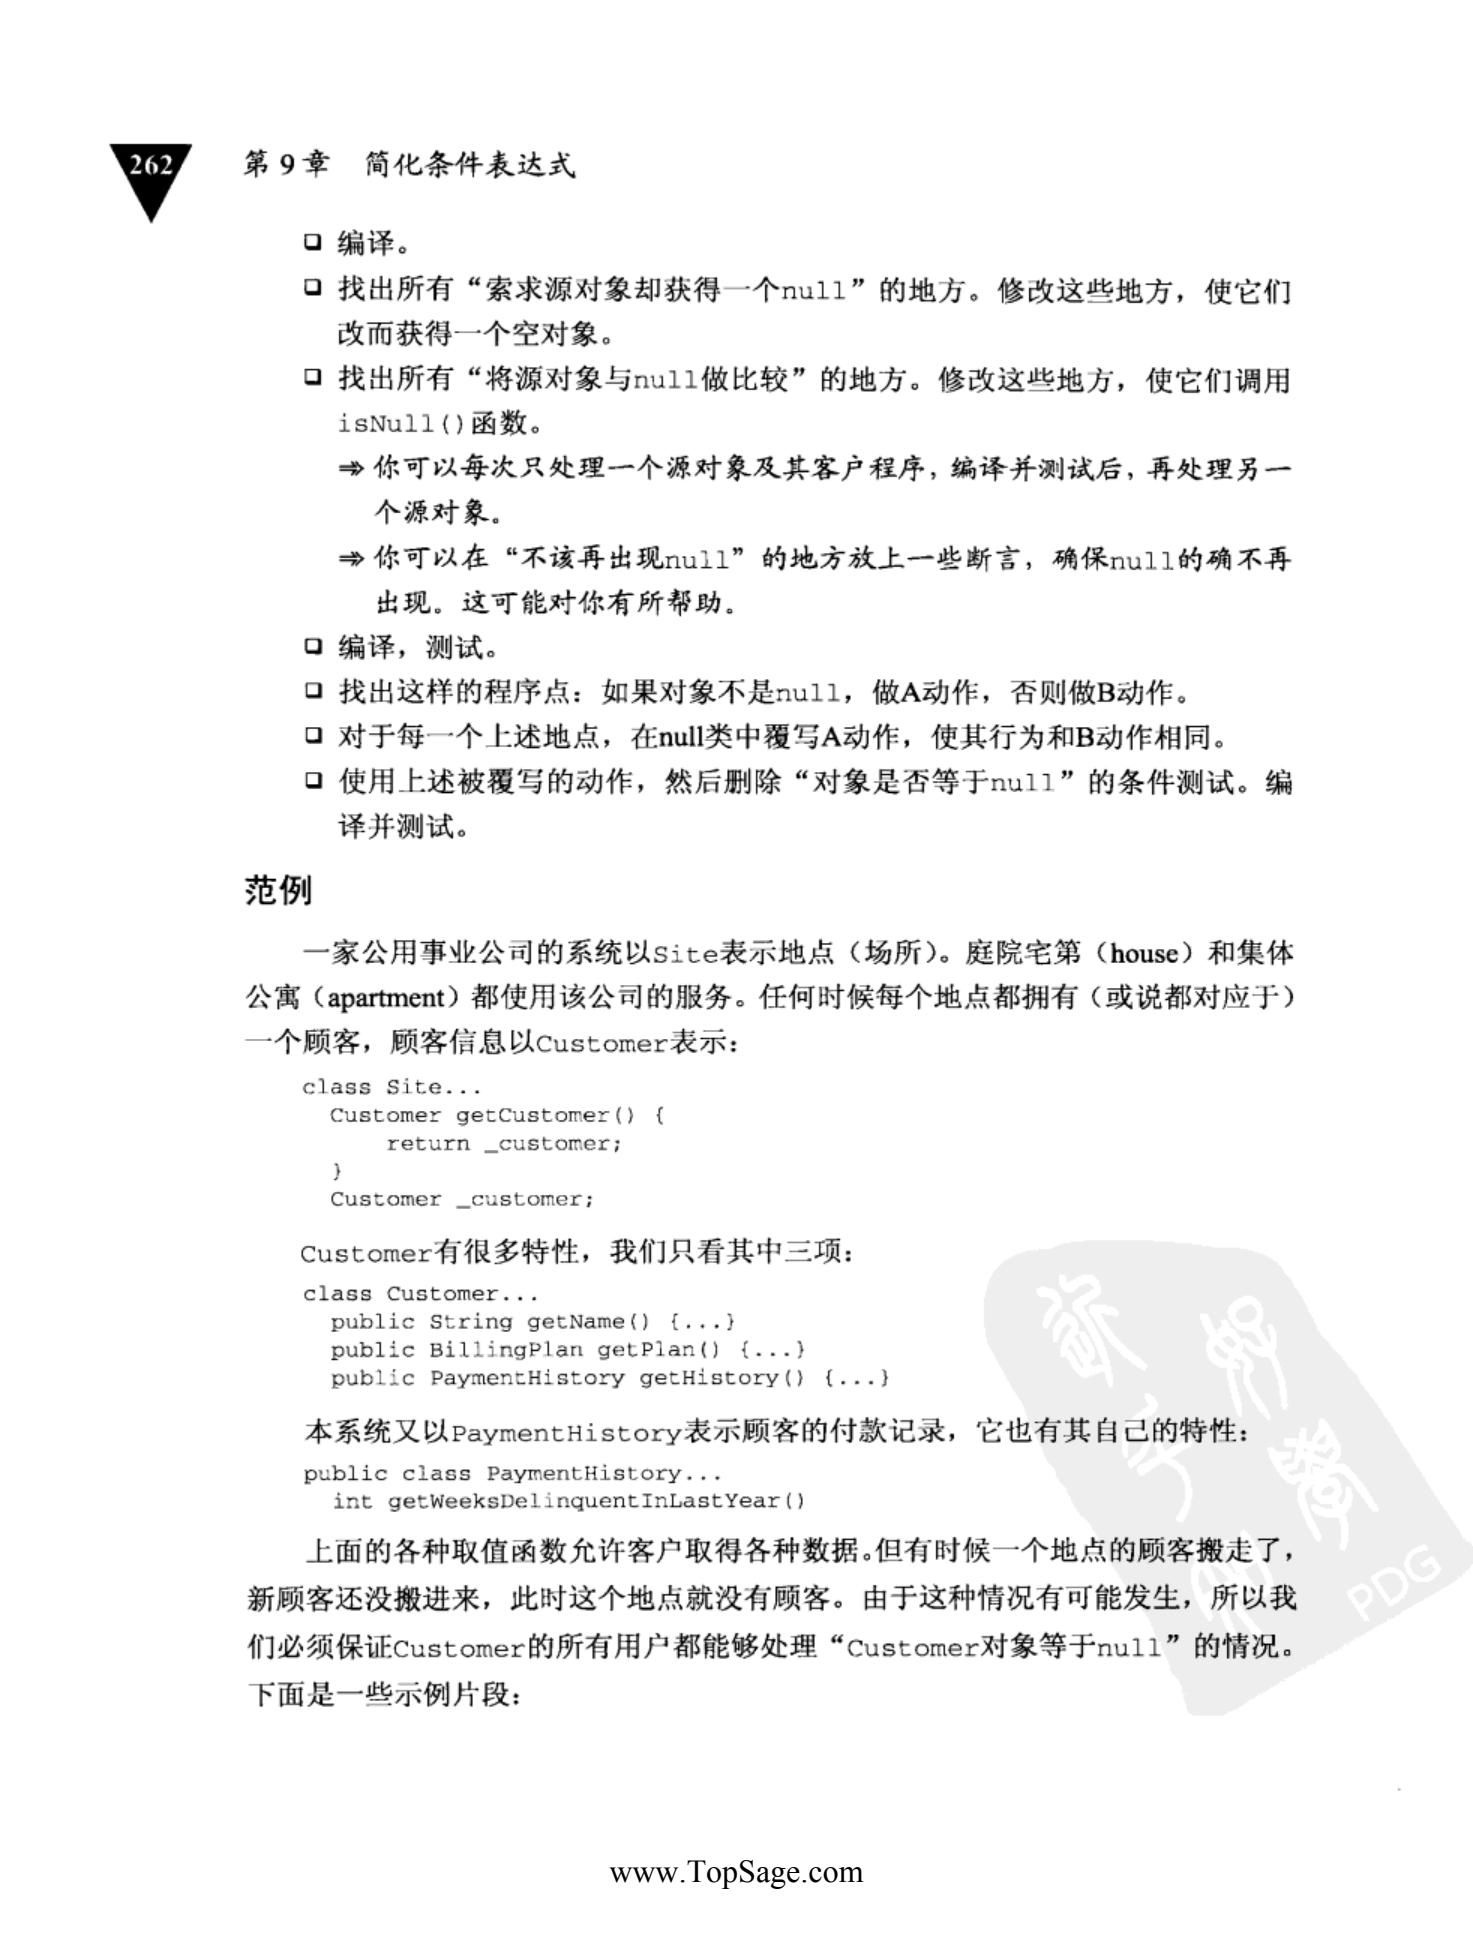 262 第 9 章 简化条件表达式
❑ 编译。
❑ 找出所有“索求源对象却获得一个null”的地方。修改这些地方，使它们
改而获得一个空对象。
❑ 找出所有“将源对象与null做比较”的地方。修改这些地方，使它们调用
isNull()函数。
⇒ 你可以每次只处理一个源对象及其客户程序，编译并测试后，再处理另一
个源对象。
⇒ 你可以在“不该再出现null”的地方放上一些断言，确保null的确不再
出现。这可能对你有所帮助。
❑ 编译，测试。
❑ 找出这样的程序点：如果对象不是null，做A动作，否则做B动作。
❑ 对于每一个上述地点，在null类中覆写A动作，使其行为和B动作相同。
❑ 使用上述被覆写的动作，然后删除“对象是否等于null”的条件测试。编
译并测试。
范例
一家公用事业公司的系统以Site表示地点（场所）。庭院宅第（house）和集体
公寓（apartment）都使用该公司的服务。任何时候每个地点都拥有（或说都对应于）
一个顾客，顾客信息以Customer表示：
class Site...
Customer getCustomer() {
return _customer;
}
Customer _customer;
Customer有很多特性，我们只看其中三项：
class Customer...
public String getName() {...}
public BillingPlan getPlan() {...}
public PaymentHistory getHistory() {...}
本系统又以PaymentHistory表示顾客的付款记录，它也有其自己的特性：
public class PaymentHistory...
int getWeeksDelinquentInLastYear()
上面的各种取值函数允许客户取得各种数据。但有时候一个地点的顾客搬走了，
新顾客还没搬进来，此时这个地点就没有顾客。由于这种情况有可能发生，所以我
们必须保证Customer的所有用户都能够处理“Customer对象等于null”的情况。
下面是一些示例片段：
PDG
www.TopSage.com